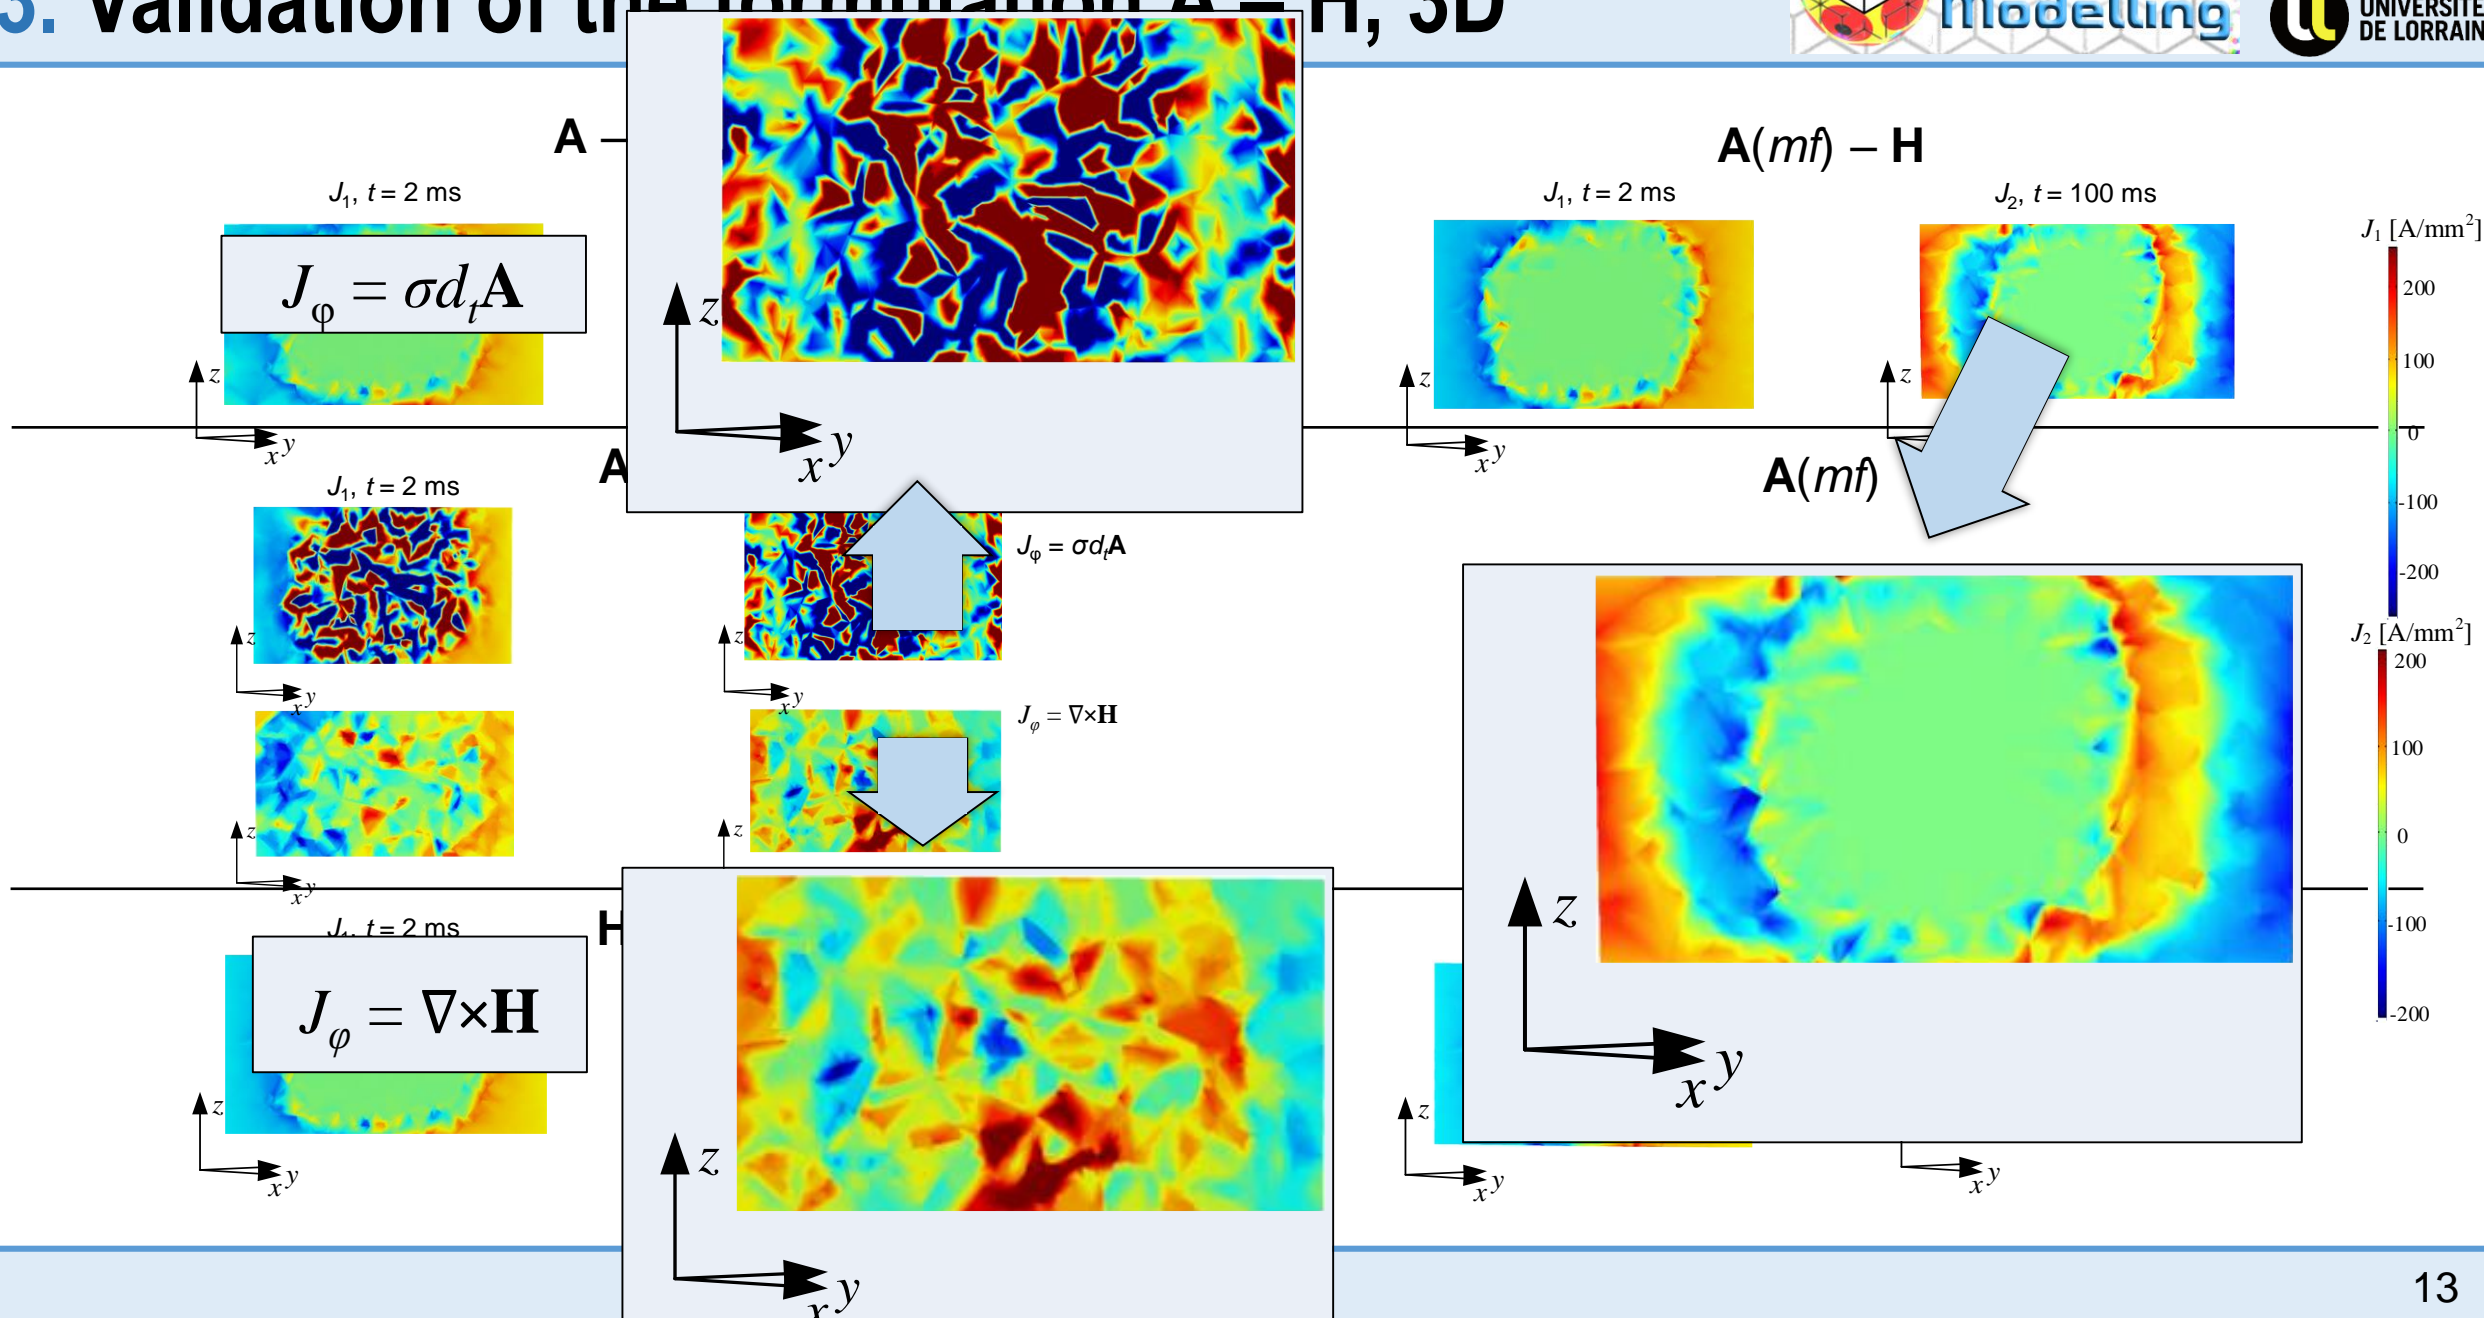 3. Validation of the formulation A – H, 3D
Modelling
UNIVERSITÉ
DE LORRAIN
A –
A(mf) – H
J₁, t = 2 ms
J₁, t = 2 ms
J₂, t = 100 ms
J₁ [A/mm²]
Jφ = σdₜA
200
100
0
-100
-200
z
y
x
z
y
x
z
y
x
z
A
A(mf)
J₁, t = 2 ms
Jφ = σdₜA
z
y
x
z
y
x
J₂ [A/mm²]
200
100
0
-100
-200
Jφ = ∇×H
z
y
x
z
z
y
x
H
J₁, t = 2 ms
Jφ = ∇×H
z
y
x
z
y
x
z
y
x
y
x
13